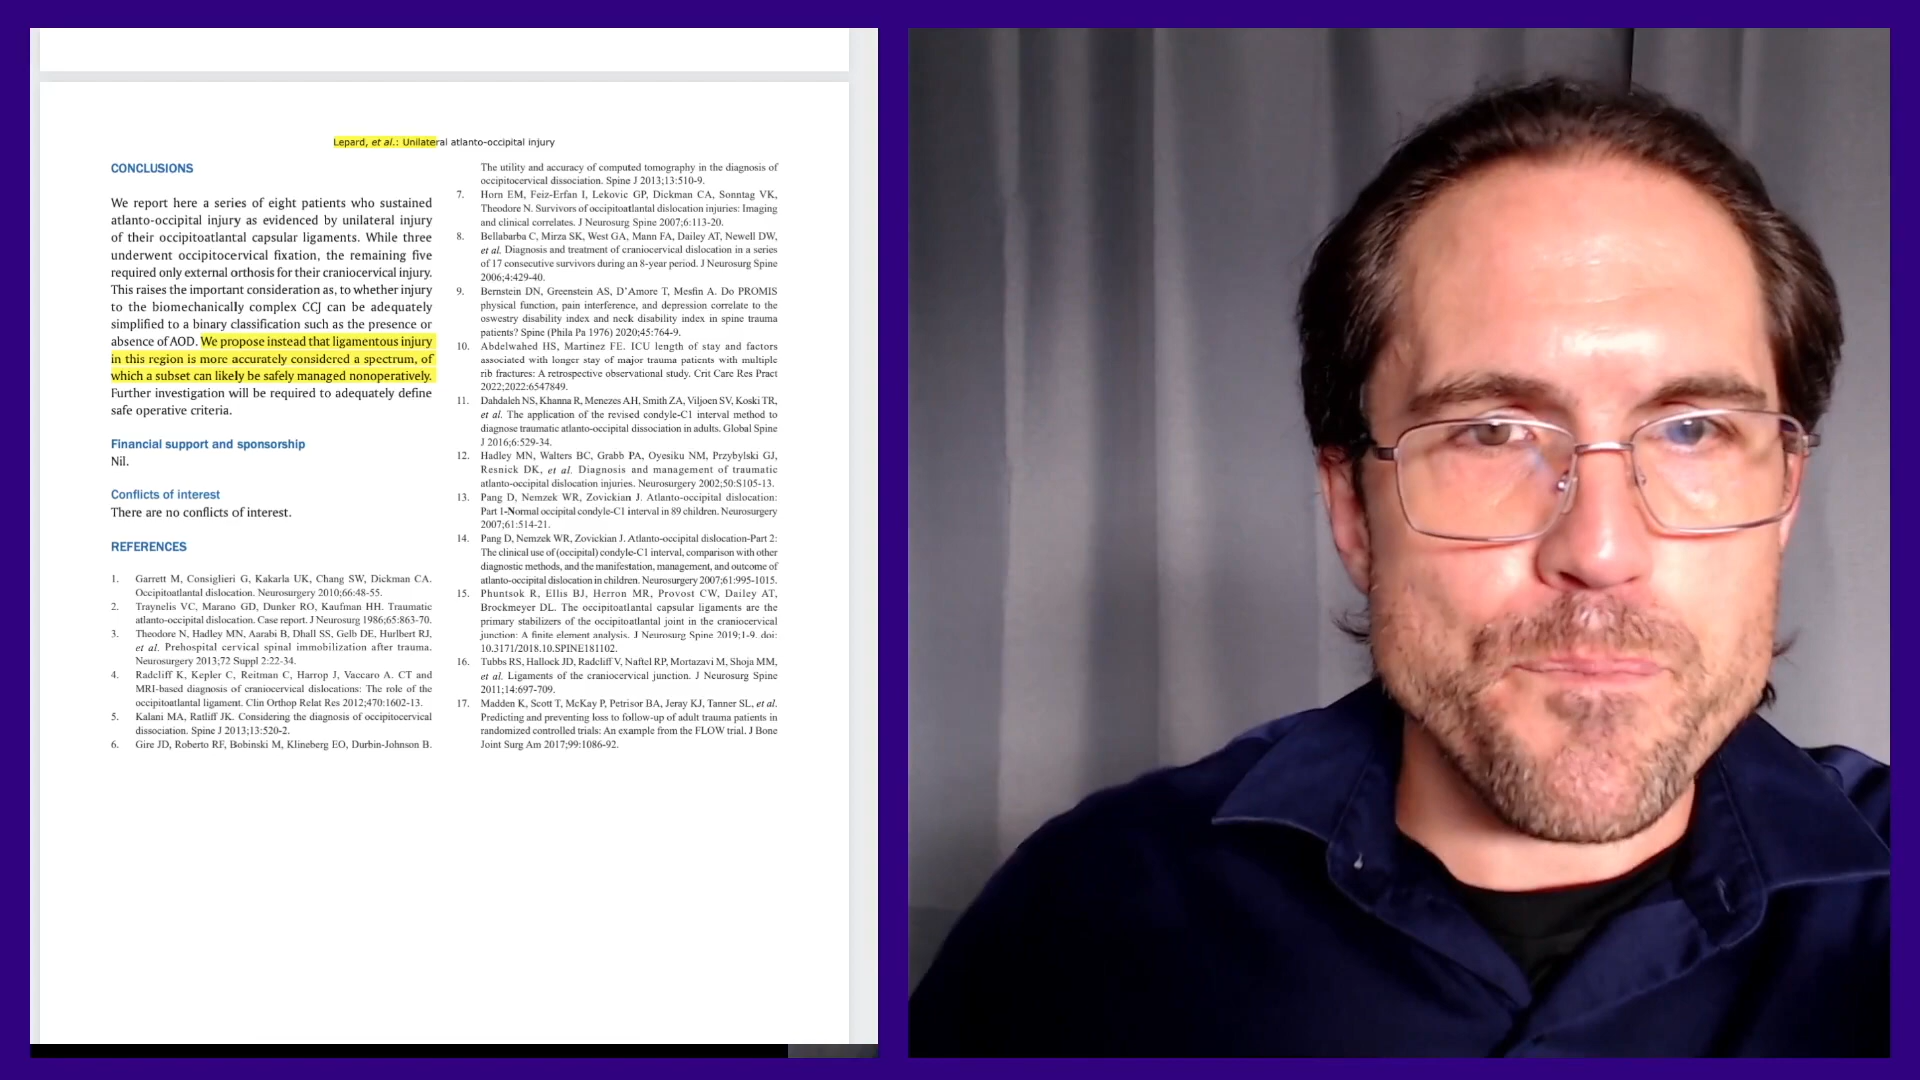 Lepard, et al.: Unilateral atlanto-occipital injury
CONCLUSIONS
We report here a series of eight patients who sustained
atlanto-occipital injury as evidenced by unilateral injury
of their occipitoatlantal capsular ligaments. While three
underwent occipitocervical fixation, the remaining five
required only external orthosis for their craniocervical injury.
This raises the important consideration as, to whether injury
to the biomechanically complex CCJ can be adequately
simplified to a binary classification such as the presence or
absence of AOD. We propose instead that ligamentous injury
in this region is more accurately considered a spectrum, of
which a subset can likely be safely managed nonoperatively.
Further investigation will be required to adequately define
safe operative criteria.
Financial support and sponsorship
Nil.
Conflicts of interest
There are no conflicts of interest.
REFERENCES
1. Garrett M, Consiglieri G, Kakarla UK, Chang SW, Dickman CA.
Occipitoatlantal dislocation. Neurosurgery 2010;66:48-55.
2. Traynelis VC, Marano GD, Dunker RO, Kaufman HH. Traumatic
atlanto-occipital dislocation. Case report. J Neurosurg 1986;65:863-70.
3. Theodore N, Hadley MN, Aarabi B, Dhall SS, Gelb DE, Hurlbert RJ,
et al. Prehospital cervical spinal immobilization after trauma.
Neurosurgery 2013;72 Suppl 2:22-34.
4. Radcliff K, Kepler C, Reitman C, Harrop J, Vaccaro A. CT and
MRI-based diagnosis of craniocervical dislocations: The role of the
occipitoatlantal ligament. Clin Orthop Relat Res 2012;470:1602-13.
5. Kalani MA, Ratliff JK. Considering the diagnosis of occipitocervical
dissociation. Spine J 2013;13:520-2.
6. Gire JD, Roberto RF, Bobinski M, Klineberg EO, Durbin-Johnson B.
The utility and accuracy of computed tomography in the diagnosis of
occipitocervical dissociation. Spine J 2013;13:510-9.
7. Horn EM, Feiz-Erfan I, Lekovic GP, Dickman CA, Sonntag VK,
Theodore N. Survivors of occipitoatlantal dislocation injuries: Imaging
and clinical correlates. J Neurosurg Spine 2007;6:113-20.
8. Bellabarba C, Mirza SK, West GA, Mann FA, Dailey AT, Newell DW,
et al. Diagnosis and treatment of craniocervical dislocation in a series
of 17 consecutive survivors during an 8-year period. J Neurosurg Spine
2006;4:429-40.
9. Bernstein DN, Greenstein AS, D'Amore T, Mesfin A. Do PROMIS
physical function, pain interference, and depression correlate to the
oswestry disability index and neck disability index in spine trauma
patients? Spine (Phila Pa 1976) 2020;45:764-9.
10. Abdelwahed HS, Martinez FE. ICU length of stay and factors
associated with longer stay of major trauma patients with multiple
rib fractures: A retrospective observational study. Crit Care Res Pract
2022;2022:6547849.
11. Dahdaleh NS, Khanna R, Menezes AH, Smith ZA, Viljoen SV, Koski TR,
et al. The application of the revised condyle-C1 interval method to
diagnose traumatic atlanto-occipital dissociation in adults. Global Spine
J 2016;6:529-34.
12. Hadley MN, Walters BC, Grabb PA, Oyesiku NM, Przybylski GJ,
Resnick DK, et al. Diagnosis and management of traumatic
atlanto-occipital dislocation injuries. Neurosurgery 2002;50:S105-13.
13. Pang D, Nemzek WR, Zovickian J. Atlanto-occipital dislocation:
Part 1-Normal occipital condyle-C1 interval in 89 children. Neurosurgery
2007;61:514-21.
14. Pang D, Nemzek WR, Zovickian J. Atlanto-occipital dislocation-Part 2:
The clinical use of (occipital) condyle-C1 interval, comparison with other
diagnostic methods, and the manifestation, management, and outcome of
atlanto-occipital dislocation in children. Neurosurgery 2007;61:995-1015.
15. Phuntsok R, Ellis BJ, Herron MR, Provost CW, Dailey AT,
Brockmeyer DL. The occipitoatlantal capsular ligaments are the
primary stabilizers of the occipitoatlantal joint in the craniocervical
junction: A finite element analysis. J Neurosurg Spine 2019;1-9. doi:
10.3171/2018.10.SPINE181102.
16. Tubbs RS, Hallock JD, Radcliff V, Naftel RP, Mortazavi M, Shoja MM,
et al. Ligaments of the craniocervical junction. J Neurosurg Spine
2011;14:697-709.
17. Madden K, Scott T, McKay P, Petrisor BA, Jeray KJ, Tanner SL, et al.
Predicting and preventing loss to follow-up of adult trauma patients in
randomized controlled trials: An example from the FLOW trial. J Bone
Joint Surg Am 2017;99:1086-92.